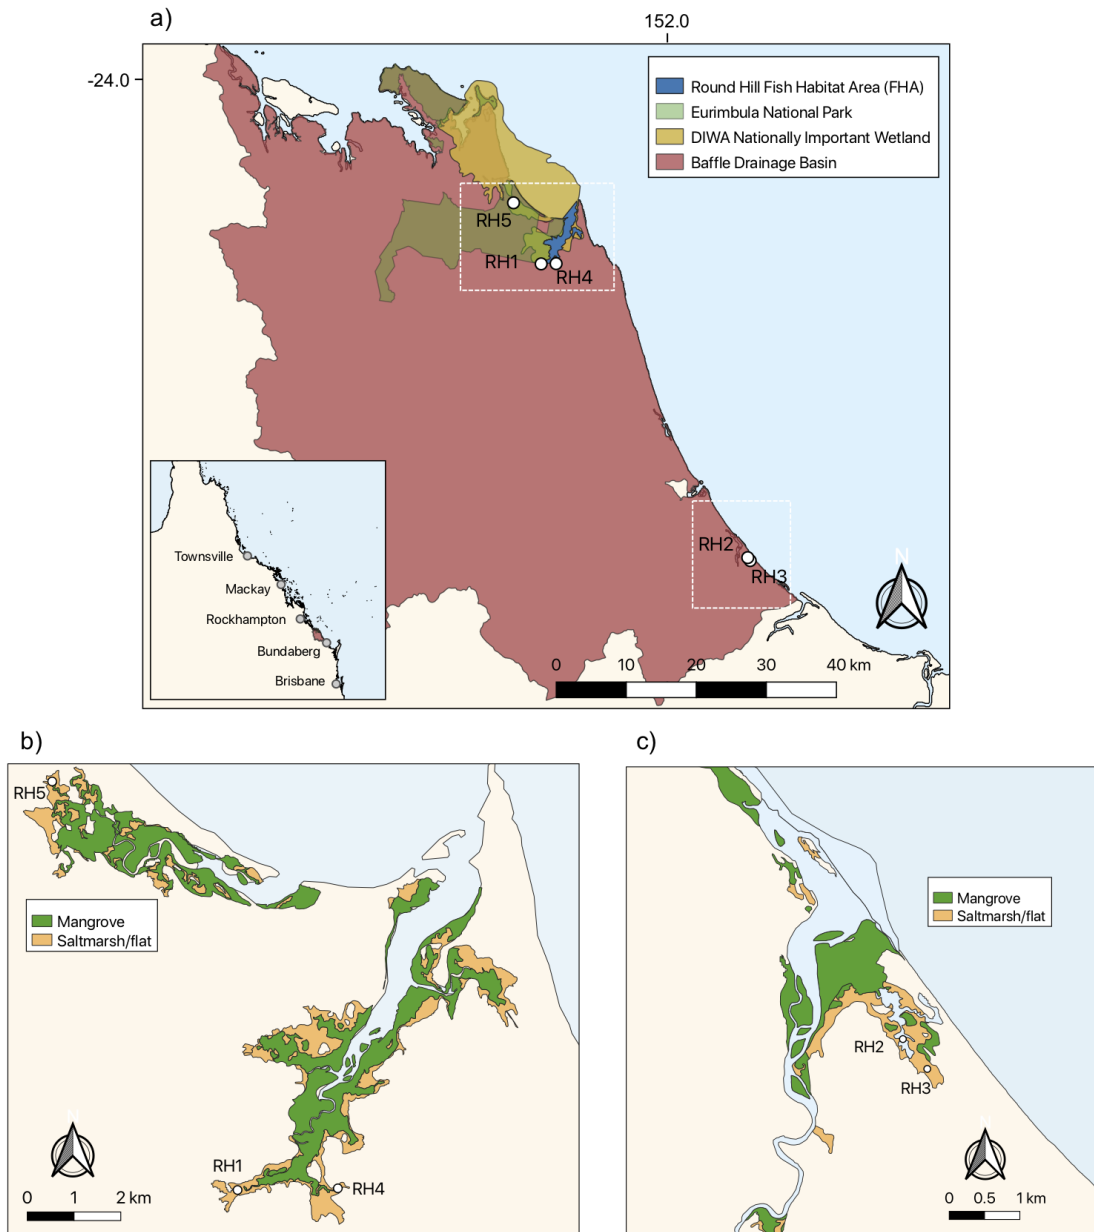 a)
152.0
-24.0
Round Hill Fish Habitat Area (FHA)
Eurimbula National Park
DIWA Nationally Important Wetland
Baffle Drainage Basin
RH5
RH1
RH4
RH2
RH3
N
Townsville
Mackay
Rockhampton
Bundaberg
Brisbane
0 10 20 30 40 km
b)
RH5
Mangrove
Saltmarsh/flat
RH1
RH4
N
0 1 2 km
c)
Mangrove
Saltmarsh/flat
RH2
RH3
N
0 0.5 1 km